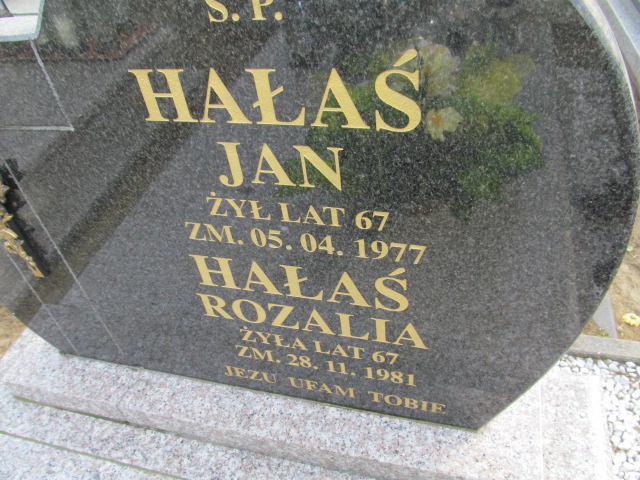 Ś.P.
HAŁAŚ
JAN
ŻYŁ LAT 67
ZM. 05. 04. 1977
HAŁAŚ
ROZALIA
ŻYŁA LAT 67
ZM. 28. 11. 1981
JEZU UFAM TOBIE